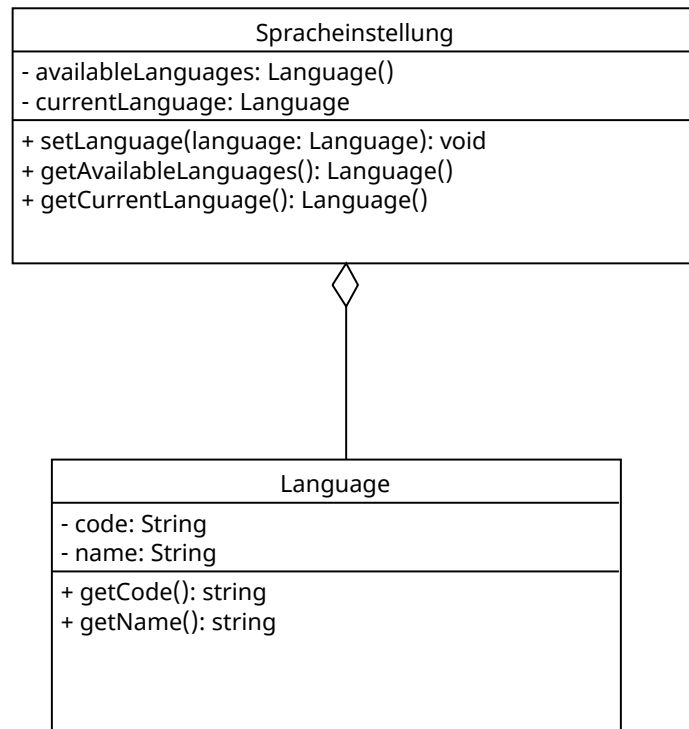 Spracheinstellung
- availableLanguages: Language()
- currentLanguage: Language
+ setLanguage(language: Language): void
+ getAvailableLanguages(): Language()
+ getCurrentLanguage(): Language()
Language
- code: String
- name: String
+ getCode(): string
+ getName(): string